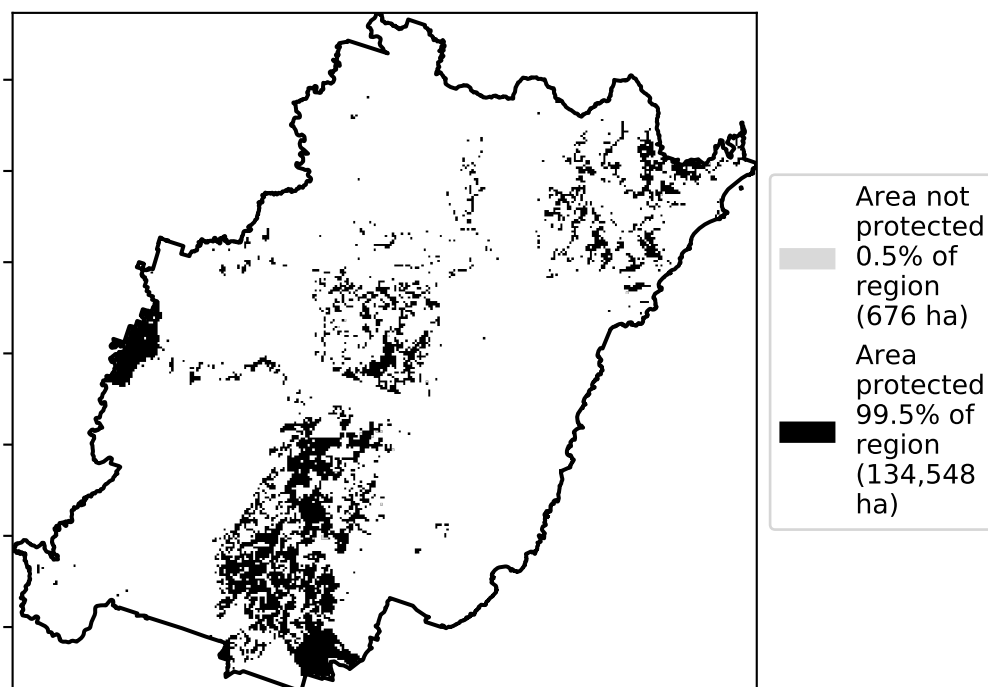 Area not
protected
0.5% of
region
(676 ha)
Area
protected
99.5% of
region
(134,548
ha)